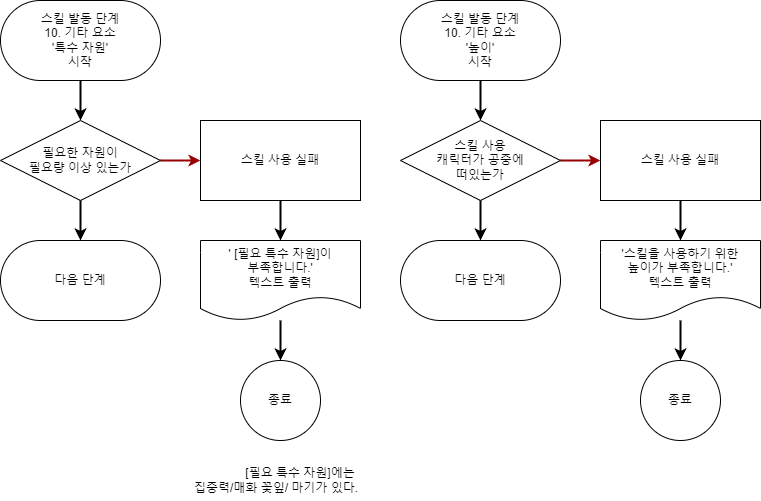 스킬 발동 단계
10. 기타 요소
'특수 자원'
시작
필요한 자원이
필요량 이상 있는가
스킬 사용 실패
다음 단계
' [필요 특수 자원]이
부족합니다.'
텍스트 출력
종료
[필요 특수 자원]에는
집중력/매화 꽃잎/ 마기가 있다.
스킬 발동 단계
10. 기타 요소
'높이'
시작
스킬 사용
캐릭터가 공중에
떠있는가
스킬 사용 실패
다음 단계
'스킬을 사용하기 위한
높이가 부족합니다.'
텍스트 출력
종료